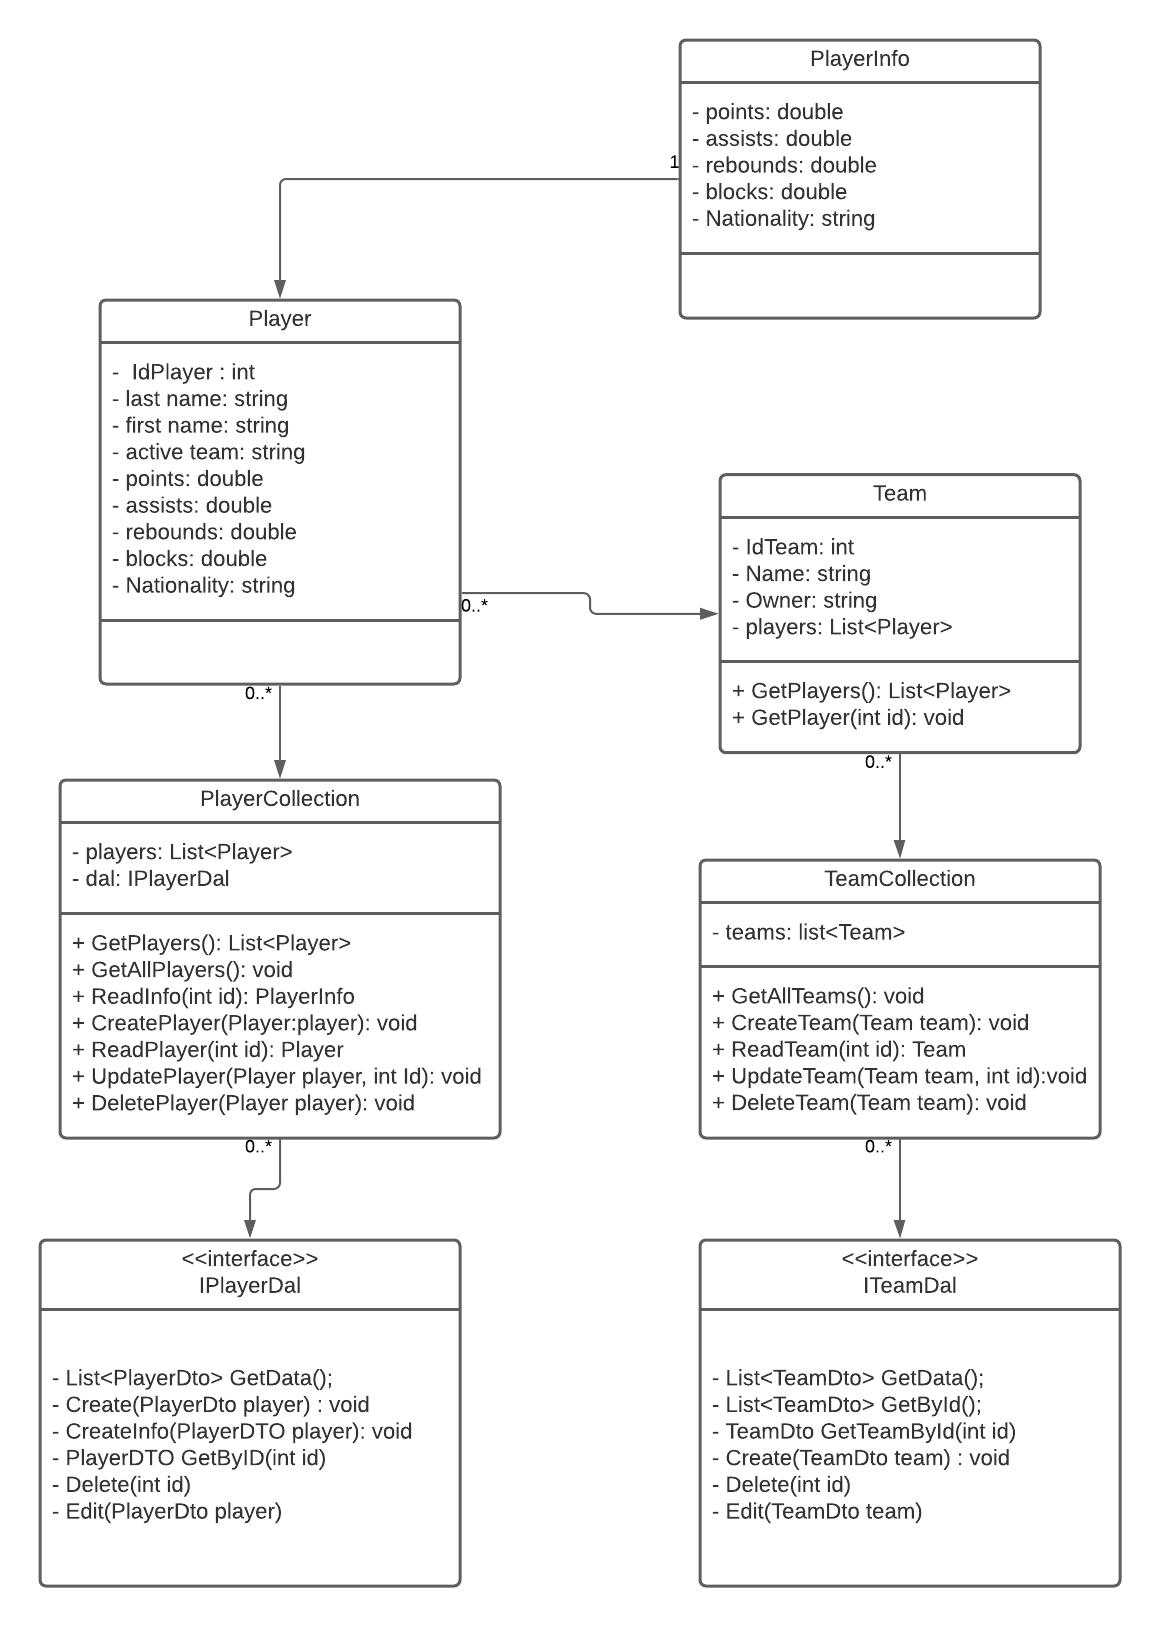 PlayerInfo
- points: double
- assists: double
- rebounds: double
- blocks: double
- Nationality: string
1
Player
- IdPlayer : int
- last name: string
- first name: string
- active team: string
- points: double
- assists: double
- rebounds: double
- blocks: double
- Nationality: string
0..*
0..*
Team
- IdTeam: int
- Name: string
- Owner: string
- players: List<Player>
+ GetPlayers(): List<Player>
+ GetPlayer(int id): void
0..*
PlayerCollection
- players: List<Player>
- dal: IPlayerDal
+ GetPlayers(): List<Player>
+ GetAllPlayers(): void
+ ReadInfo(int id): PlayerInfo
+ CreatePlayer(Player:player): void
+ ReadPlayer(int id): Player
+ UpdatePlayer(Player player, int Id): void
+ DeletePlayer(Player player): void
0..*
TeamCollection
- teams: list<Team>
+ GetAllTeams(): void
+ CreateTeam(Team team): void
+ ReadTeam(int id): Team
+ UpdateTeam(Team team, int id):void
+ DeleteTeam(Team team): void
0..*
<<interface>>
IPlayerDal
- List<PlayerDto> GetData();
- Create(PlayerDto player) : void
- CreateInfo(PlayerDTO player): void
- PlayerDTO GetByID(int id)
- Delete(int id)
- Edit(PlayerDto player)
<<interface>>
ITeamDal
- List<TeamDto> GetData();
- List<TeamDto> GetById();
- TeamDto GetTeamById(int id)
- Create(TeamDto team) : void
- Delete(int id)
- Edit(TeamDto team)